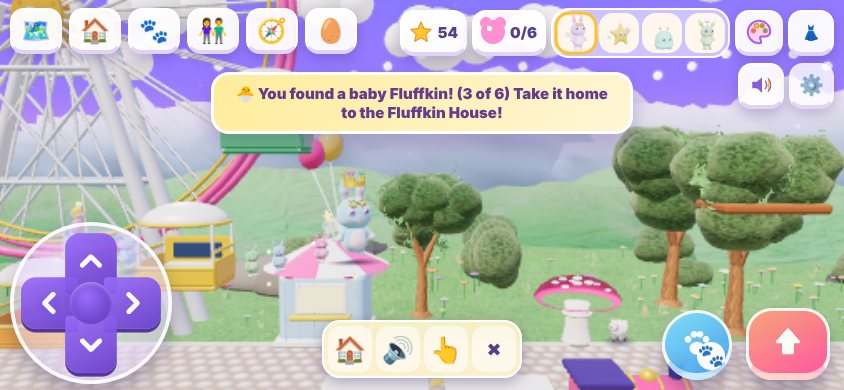 54
0/6
🐣 You found a baby Fluffkin! (3 of 6) Take it home
to the Fluffkin House!